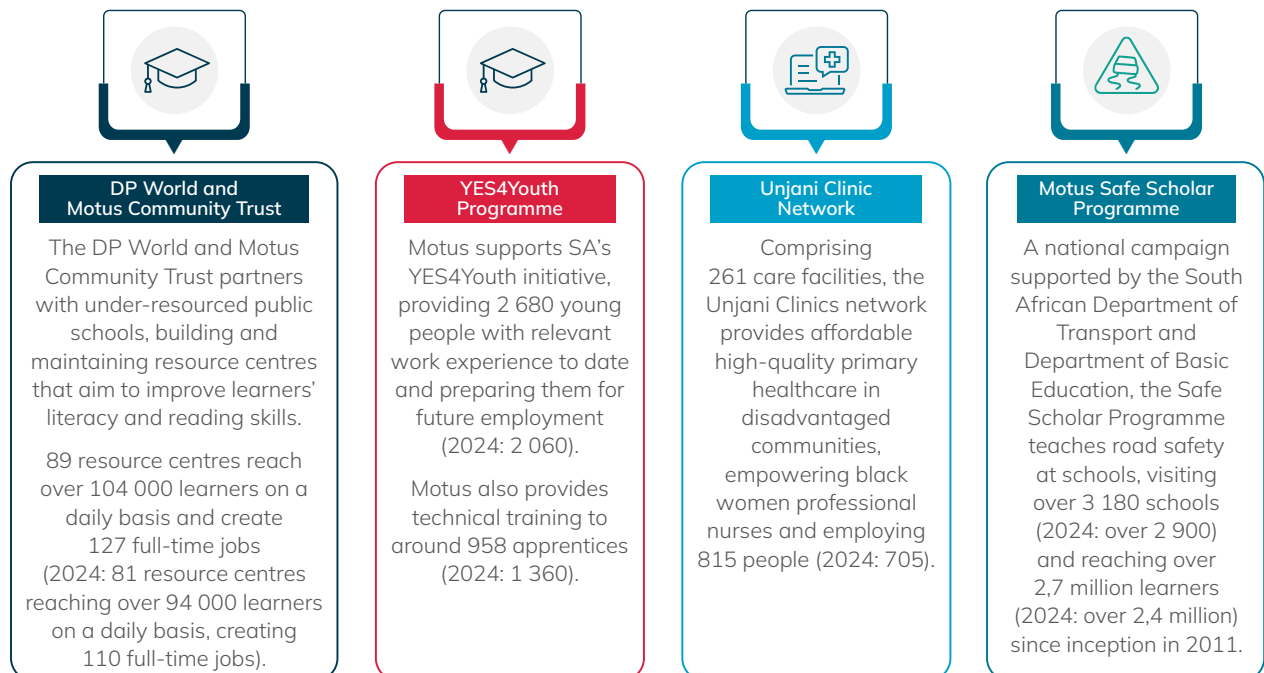 DP World and
Motus Community Trust
The DP World and Motus
Community Trust partners
with under-resourced public
schools, building and
maintaining resource centres
that aim to improve learners’
literacy and reading skills.
89 resource centres reach
over 104 000 learners on a
daily basis and create
127 full-time jobs
(2024: 81 resource centres
reaching over 94 000 learners
on a daily basis, creating
110 full-time jobs).
YES4Youth
Programme
Motus supports SA’s
YES4Youth initiative,
providing 2 680 young
people with relevant
work experience to date
and preparing them for
future employment
(2024: 2 060).
Motus also provides
technical training to
around 958 apprentices
(2024: 1 360).
Unjani Clinic
Network
Comprising
261 care facilities, the
Unjani Clinics network
provides affordable
high-quality primary
healthcare in
disadvantaged
communities,
empowering black
women professional
nurses and employing
815 people (2024: 705).
Motus Safe Scholar
Programme
A national campaign
supported by the South
African Department of
Transport and
Department of Basic
Education, the Safe
Scholar Programme
teaches road safety
at schools, visiting
over 3 180 schools
(2024: over 2 900)
and reaching over
2,7 million learners
(2024: over 2,4 million)
since inception in 2011.